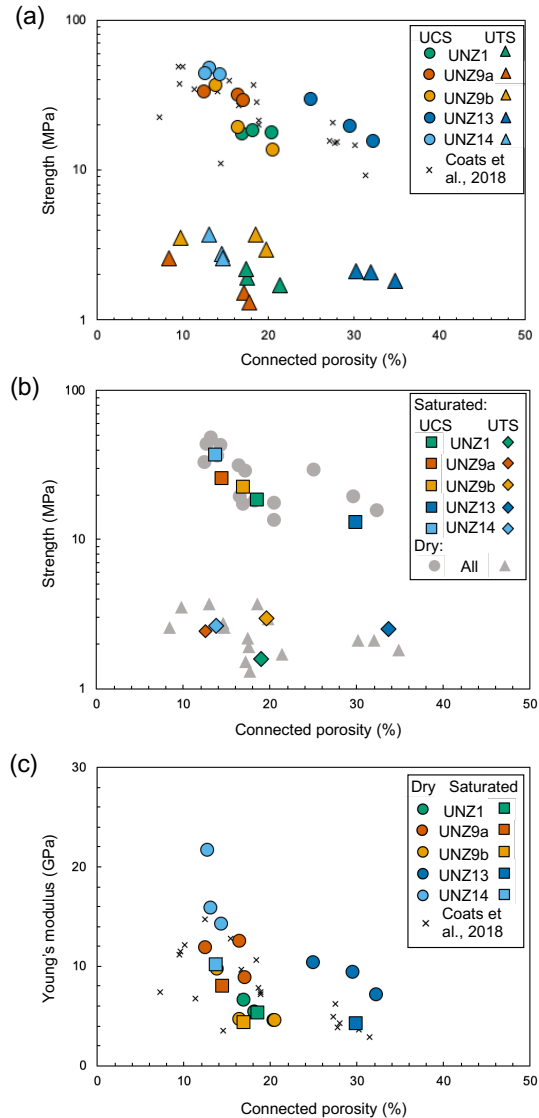 (a)
100
10
1
Strength (MPa)
UCS UTS
UNZ1
UNZ9a
UNZ9b
UNZ13
UNZ14
Coats et
al., 2018
0 10 20 30 40 50
Connected porosity (%)
(b)
100
10
1
Strength (MPa)
Saturated:
UCS UTS
UNZ1
UNZ9a
UNZ9b
UNZ13
UNZ14
Dry:
All
0 10 20 30 40 50
Connected porosity (%)
(c)
30
20
10
0
Young's modulus (GPa)
Dry Saturated
UNZ1
UNZ9a
UNZ9b
UNZ13
UNZ14
Coats et
al., 2018
0 10 20 30 40 50
Connected porosity (%)